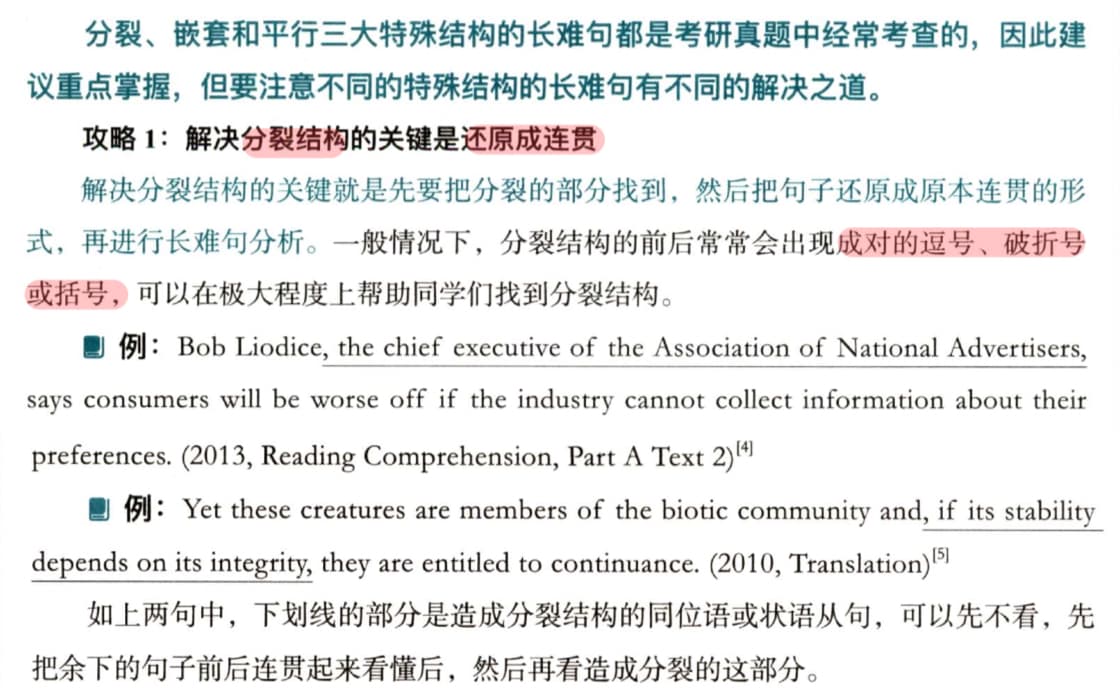 分裂、嵌套和平行三大特殊结构的长难句都是考研真题中经常考查的，因此建
议重点掌握，但要注意不同的特殊结构的长难句有不同的解决之道。
攻略 1：解决分裂结构的关键是还原成连贯
解决分裂结构的关键就是先要把分裂的部分找到，然后把句子还原成原本连贯的形
式，再进行长难句分析。一般情况下，分裂结构的前后常常会出现成对的逗号、破折号
或括号，可以在极大程度上帮助同学们找到分裂结构。
例：Bob Liodice, the chief executive of the Association of National Advertisers,
says consumers will be worse off if the industry cannot collect information about their
preferences. (2013, Reading Comprehension, Part A Text 2)[4]
例：Yet these creatures are members of the biotic community and, if its stability
depends on its integrity, they are entitled to continuance. (2010, Translation)[5]
如上两句中，下划线的部分是造成分裂结构的同位语或状语从句，可以先不看，先
把余下的句子前后连贯起来看懂后，然后再看造成分裂的这部分。